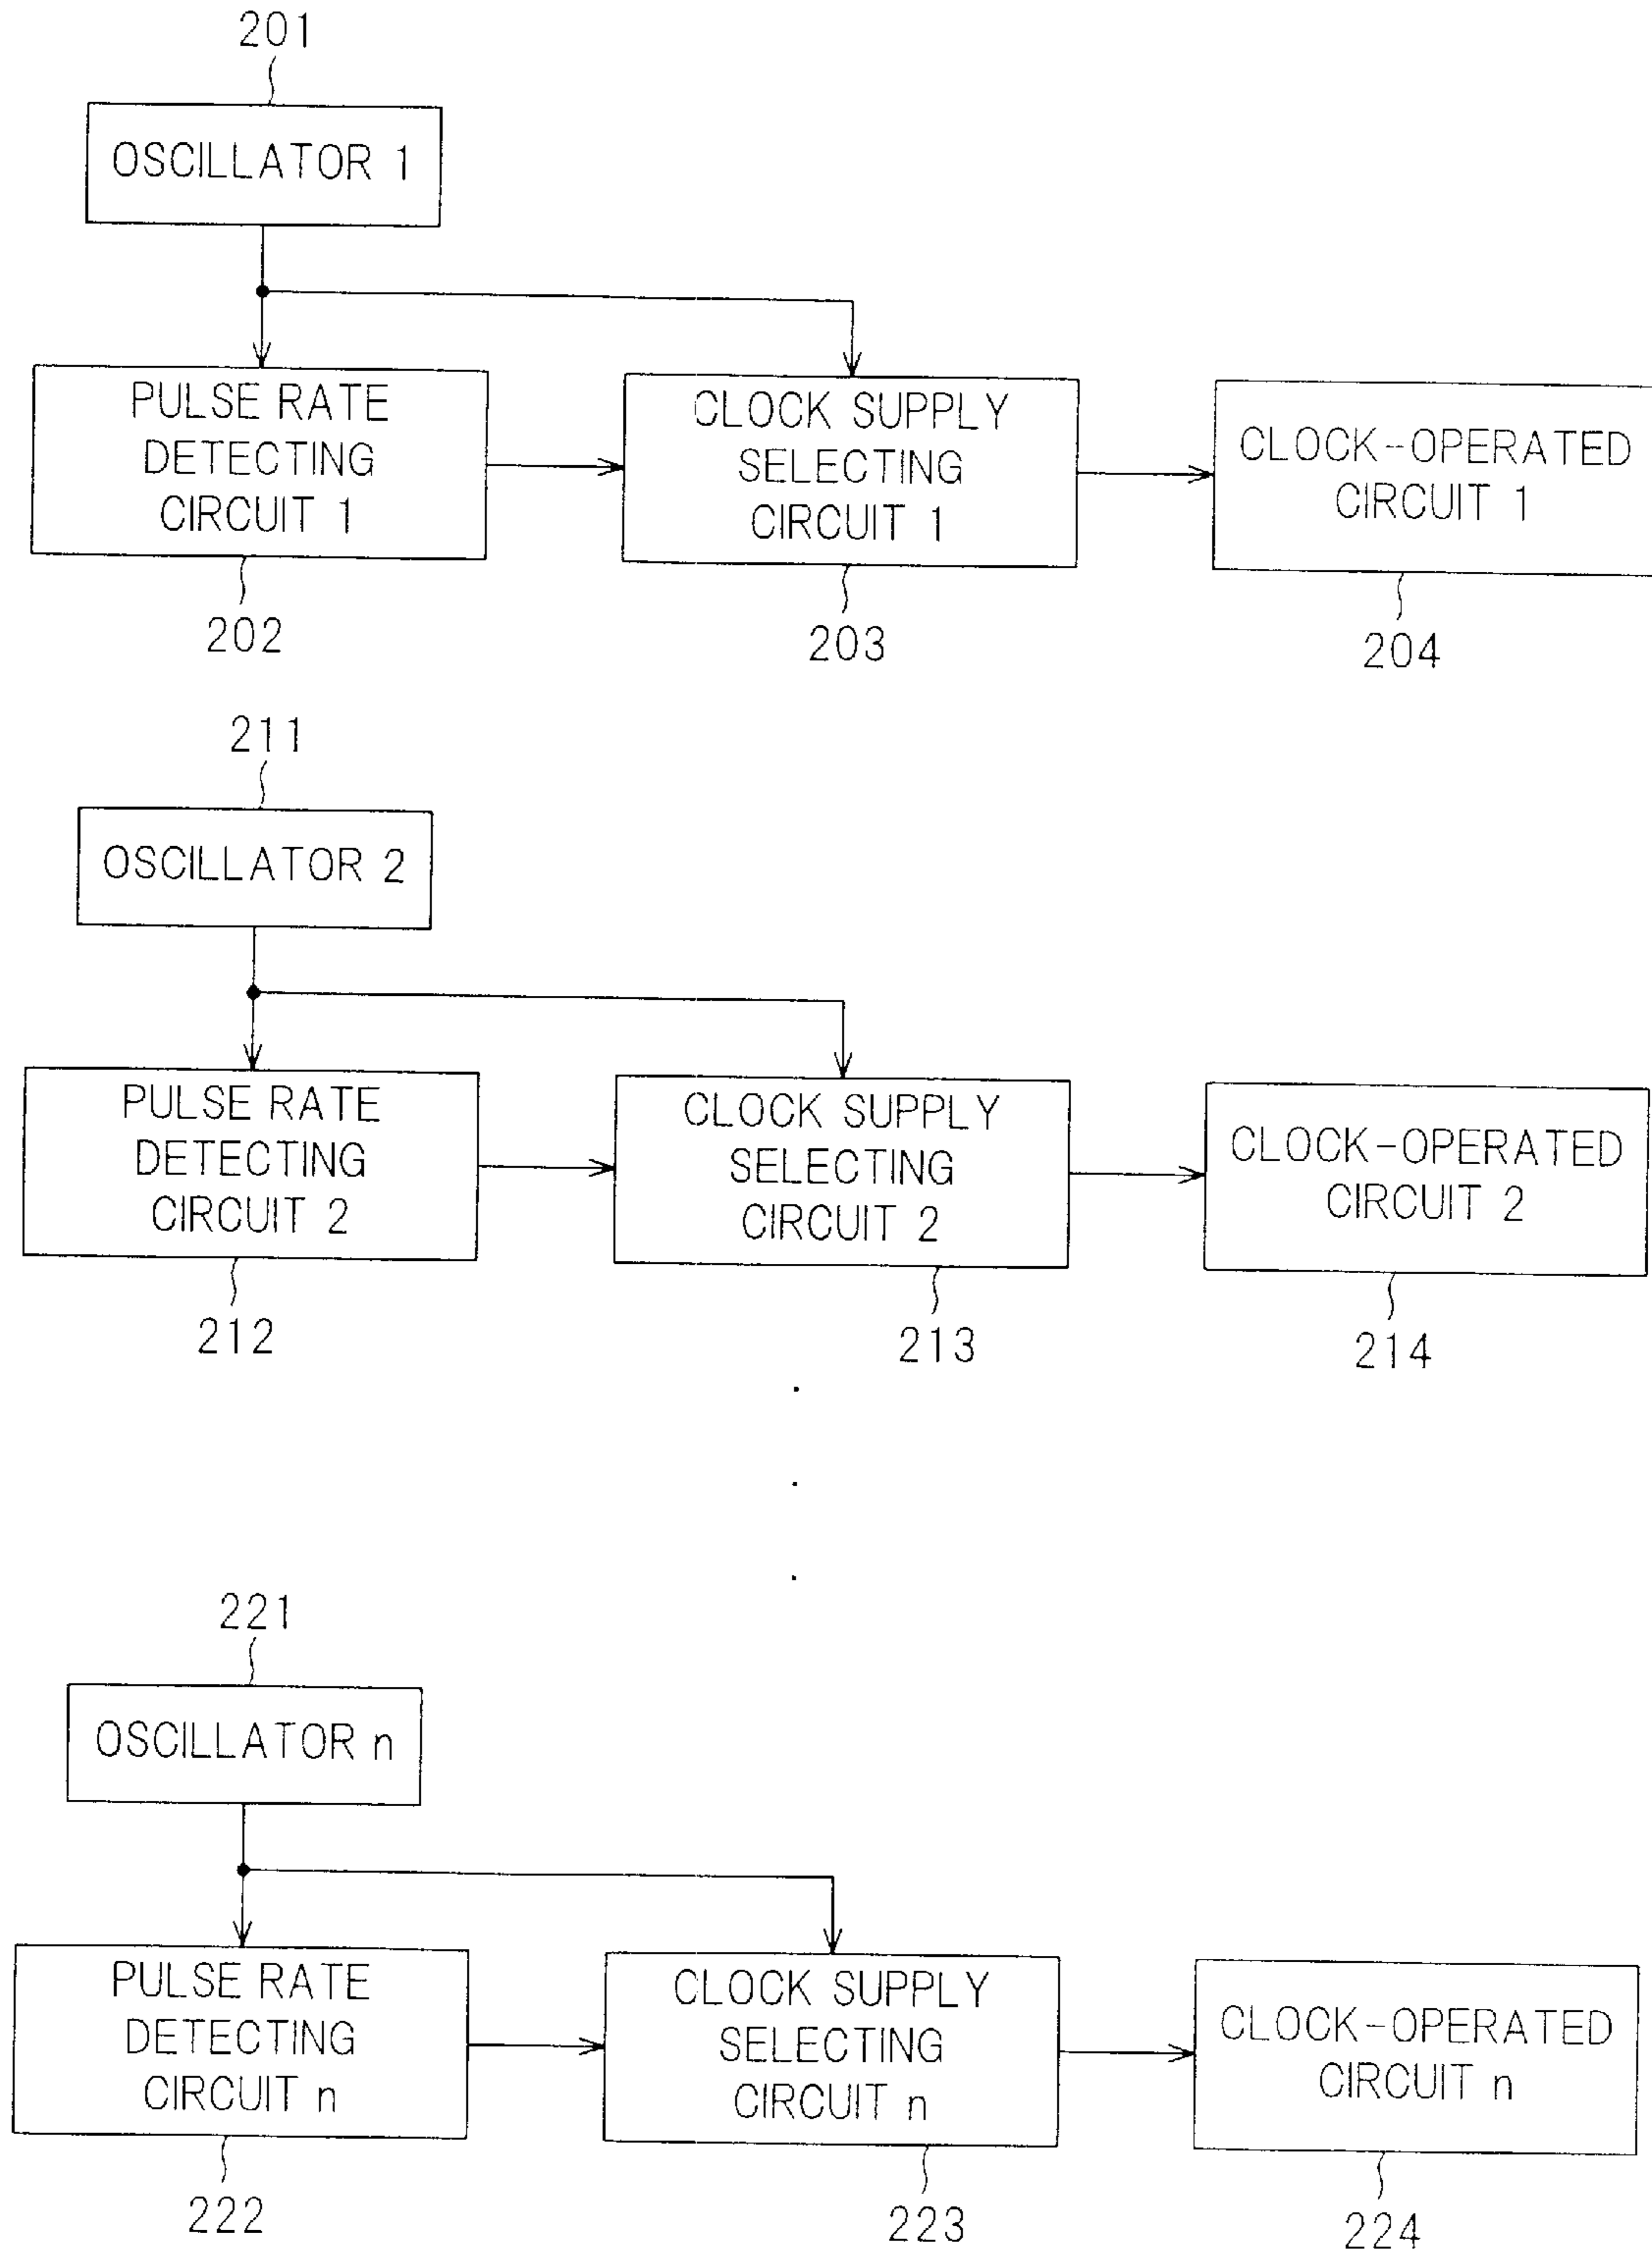 201
OSCILLATOR 1
PULSE RATE
DETECTING
CIRCUIT 1
CLOCK SUPPLY
SELECTING
CIRCUIT 1
CLOCK-OPERATED
CIRCUIT 1
202
203
204
211
OSCILLATOR 2
PULSE RATE
DETECTING
CIRCUIT 2
CLOCK SUPPLY
SELECTING
CIRCUIT 2
CLOCK-OPERATED
CIRCUIT 2
212
213
214
221
OSCILLATOR n
PULSE RATE
DETECTING
CIRCUIT n
CLOCK SUPPLY
SELECTING
CIRCUIT n
CLOCK-OPERATED
CIRCUIT n
222
223
224